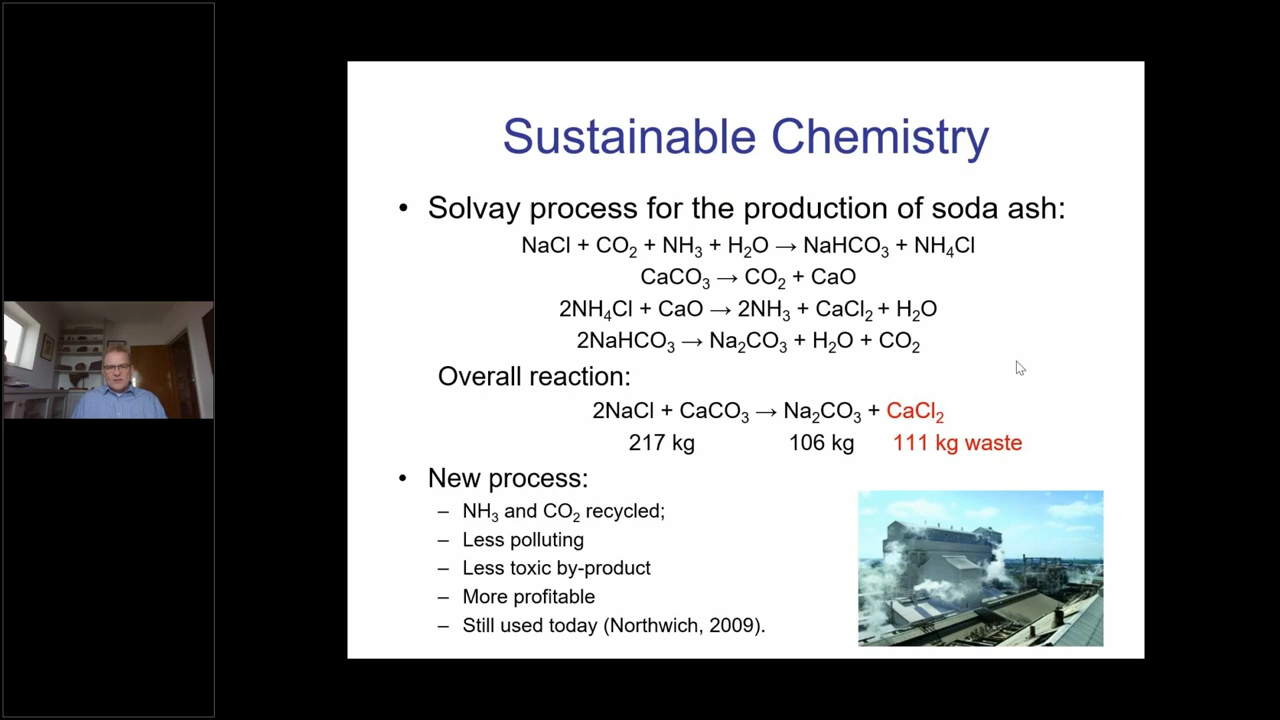 Sustainable Chemistry
• Solvay process for the production of soda ash:
NaCl + CO₂ + NH₃ + H₂O → NaHCO₃ + NH₄Cl
CaCO₃ → CO₂ + CaO
2NH₄Cl + CaO → 2NH₃ + CaCl₂ + H₂O
2NaHCO₃ → Na₂CO₃ + H₂O + CO₂
Overall reaction:
2NaCl + CaCO₃ → Na₂CO₃ + CaCl₂
217 kg 106 kg 111 kg waste
• New process:
– NH₃ and CO₂ recycled;
– Less polluting
– Less toxic by-product
– More profitable
– Still used today (Northwich, 2009).